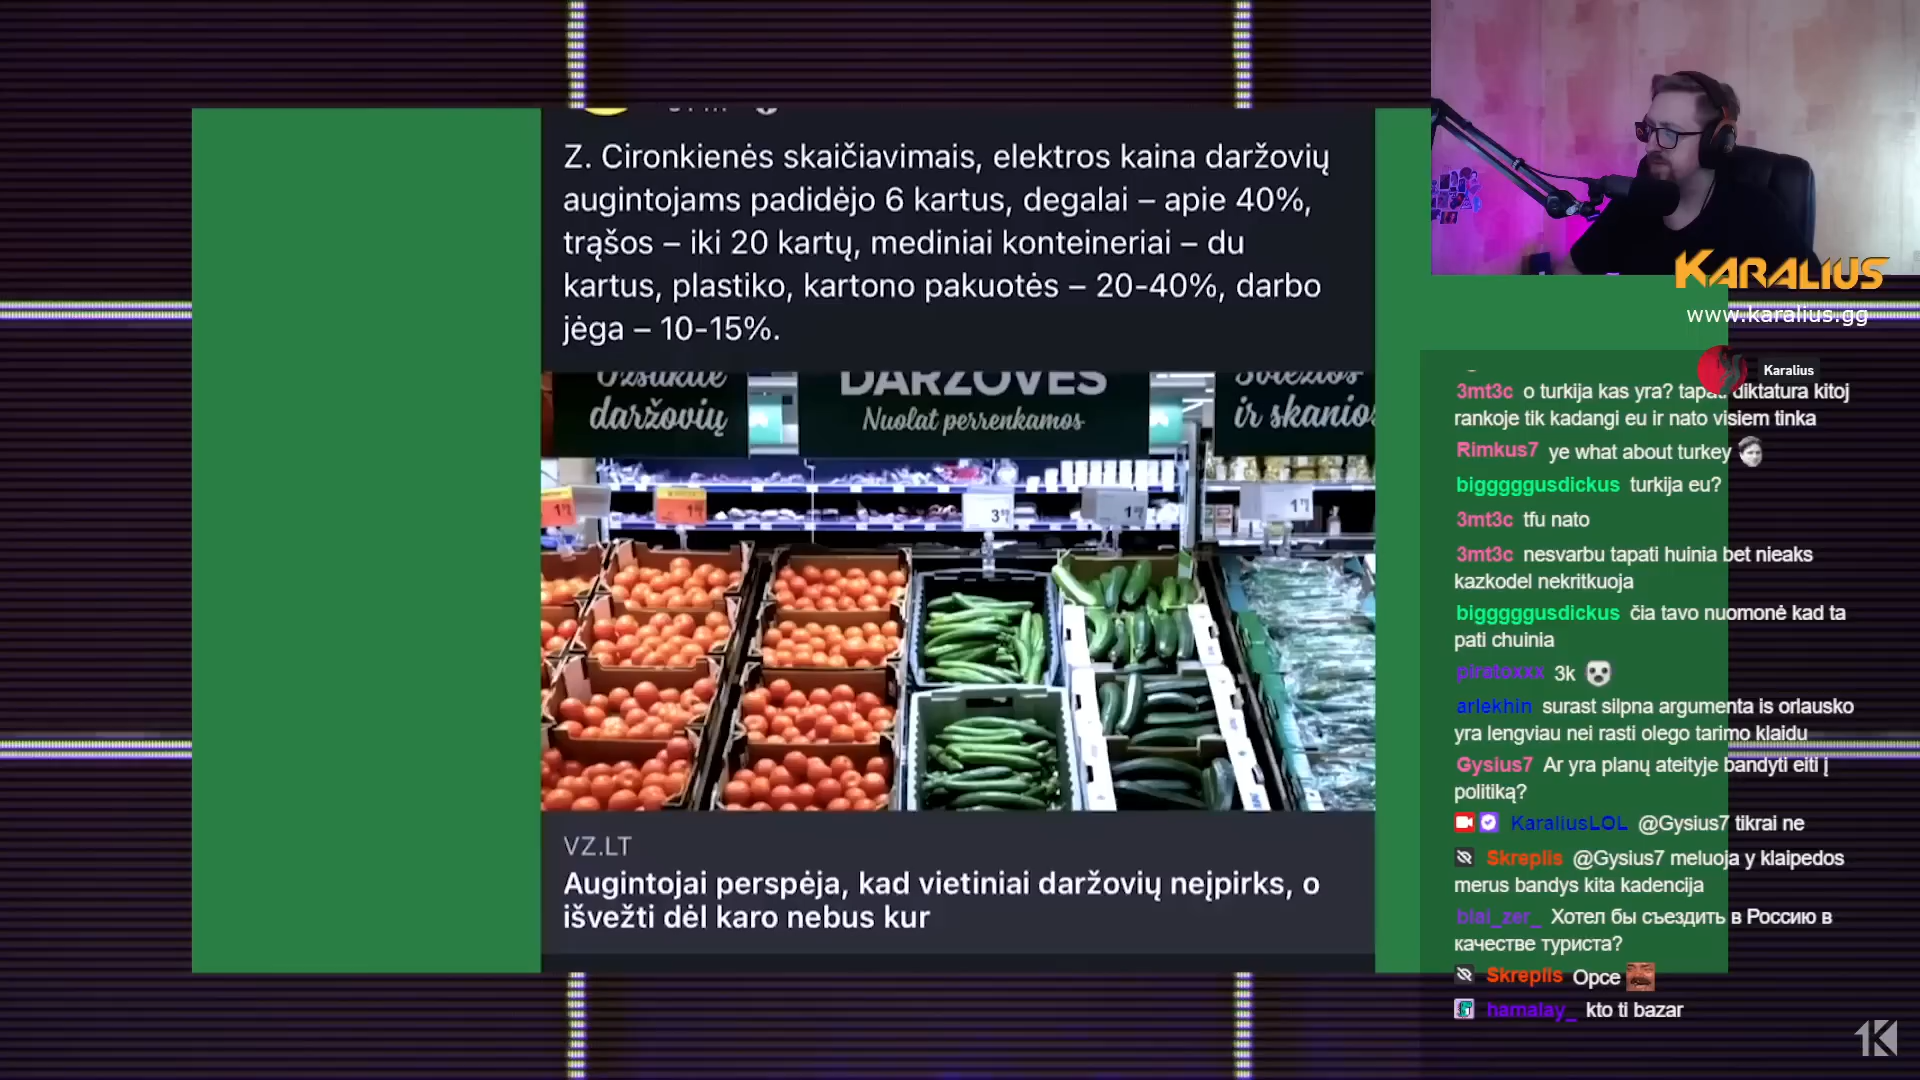 Z. Cironkienės skaičiavimais, elektros kaina daržovių
augintojams padidėjo 6 kartus, degalai – apie 40%,
trąšos – iki 20 kartų, mediniai konteineriai – du
kartus, plastiko, kartono pakuotės – 20-40%, darbo
jėga – 10-15%.
Užsukite
daržovių
DARŽOVĖS
Nuolat perrenkamos
Šviežios
ir skanios
VZ.LT
Augintojai perspėja, kad vietiniai daržovių neįpirks, o
išvežti dėl karo nebus kur
KARALIUS
www.karalius.gg
Karalius
3mt3c o turkija kas yra? tapati diktatura kitoj
rankoje tik kadangi eu ir nato visiem tinka
Rimkus7 ye what about turkey
bigggggusdickus turkija eu?
3mt3c tfu nato
3mt3c nesvarbu tapati huinia bet nieaks
kazkodel nekritkuoja
bigggggusdickus čia tavo nuomonė kad ta
pati chuinia
piratoxxx 3k
arlekhin surast silpna argumenta is orlausko
yra lengviau nei rasti olego tarimo klaidu
Gysius7 Ar yra planų ateityje bandyti eiti į
politiką?
KaraliusLOL @Gysius7 tikrai ne
Skreplis @Gysius7 meluoja y klaipedos
merus bandys kita kadencija
blai_zer_ Хотел бы съездить в Россию в
качестве туриста?
Skreplis Opce
hamalay_ kto ti bazar
1K